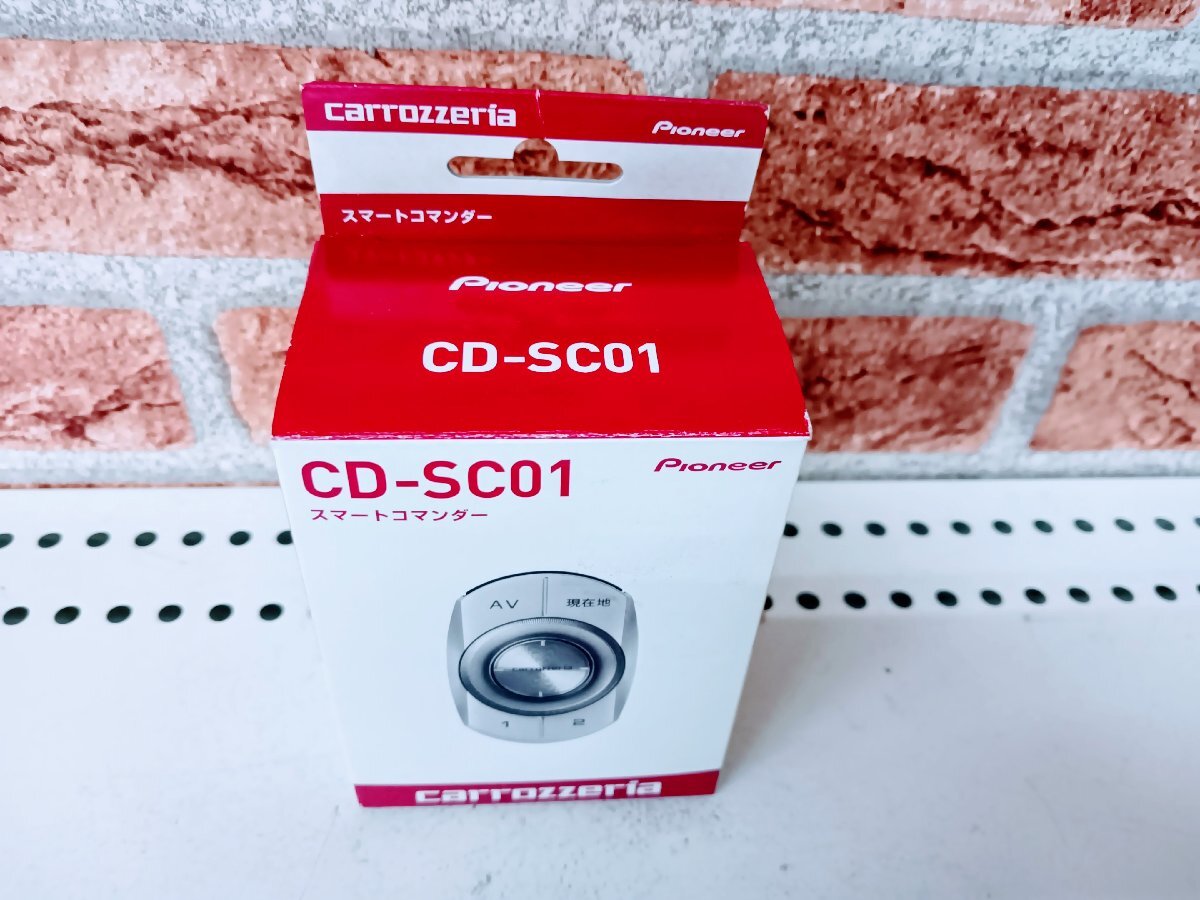 carrozzeria
Pioneer
スマートコマンダー
Pioneer
CD-SC01
CD-SC01
Pioneer
スマートコマンダー
AV
現在地
carrozzeria
1
2
carrozzeria